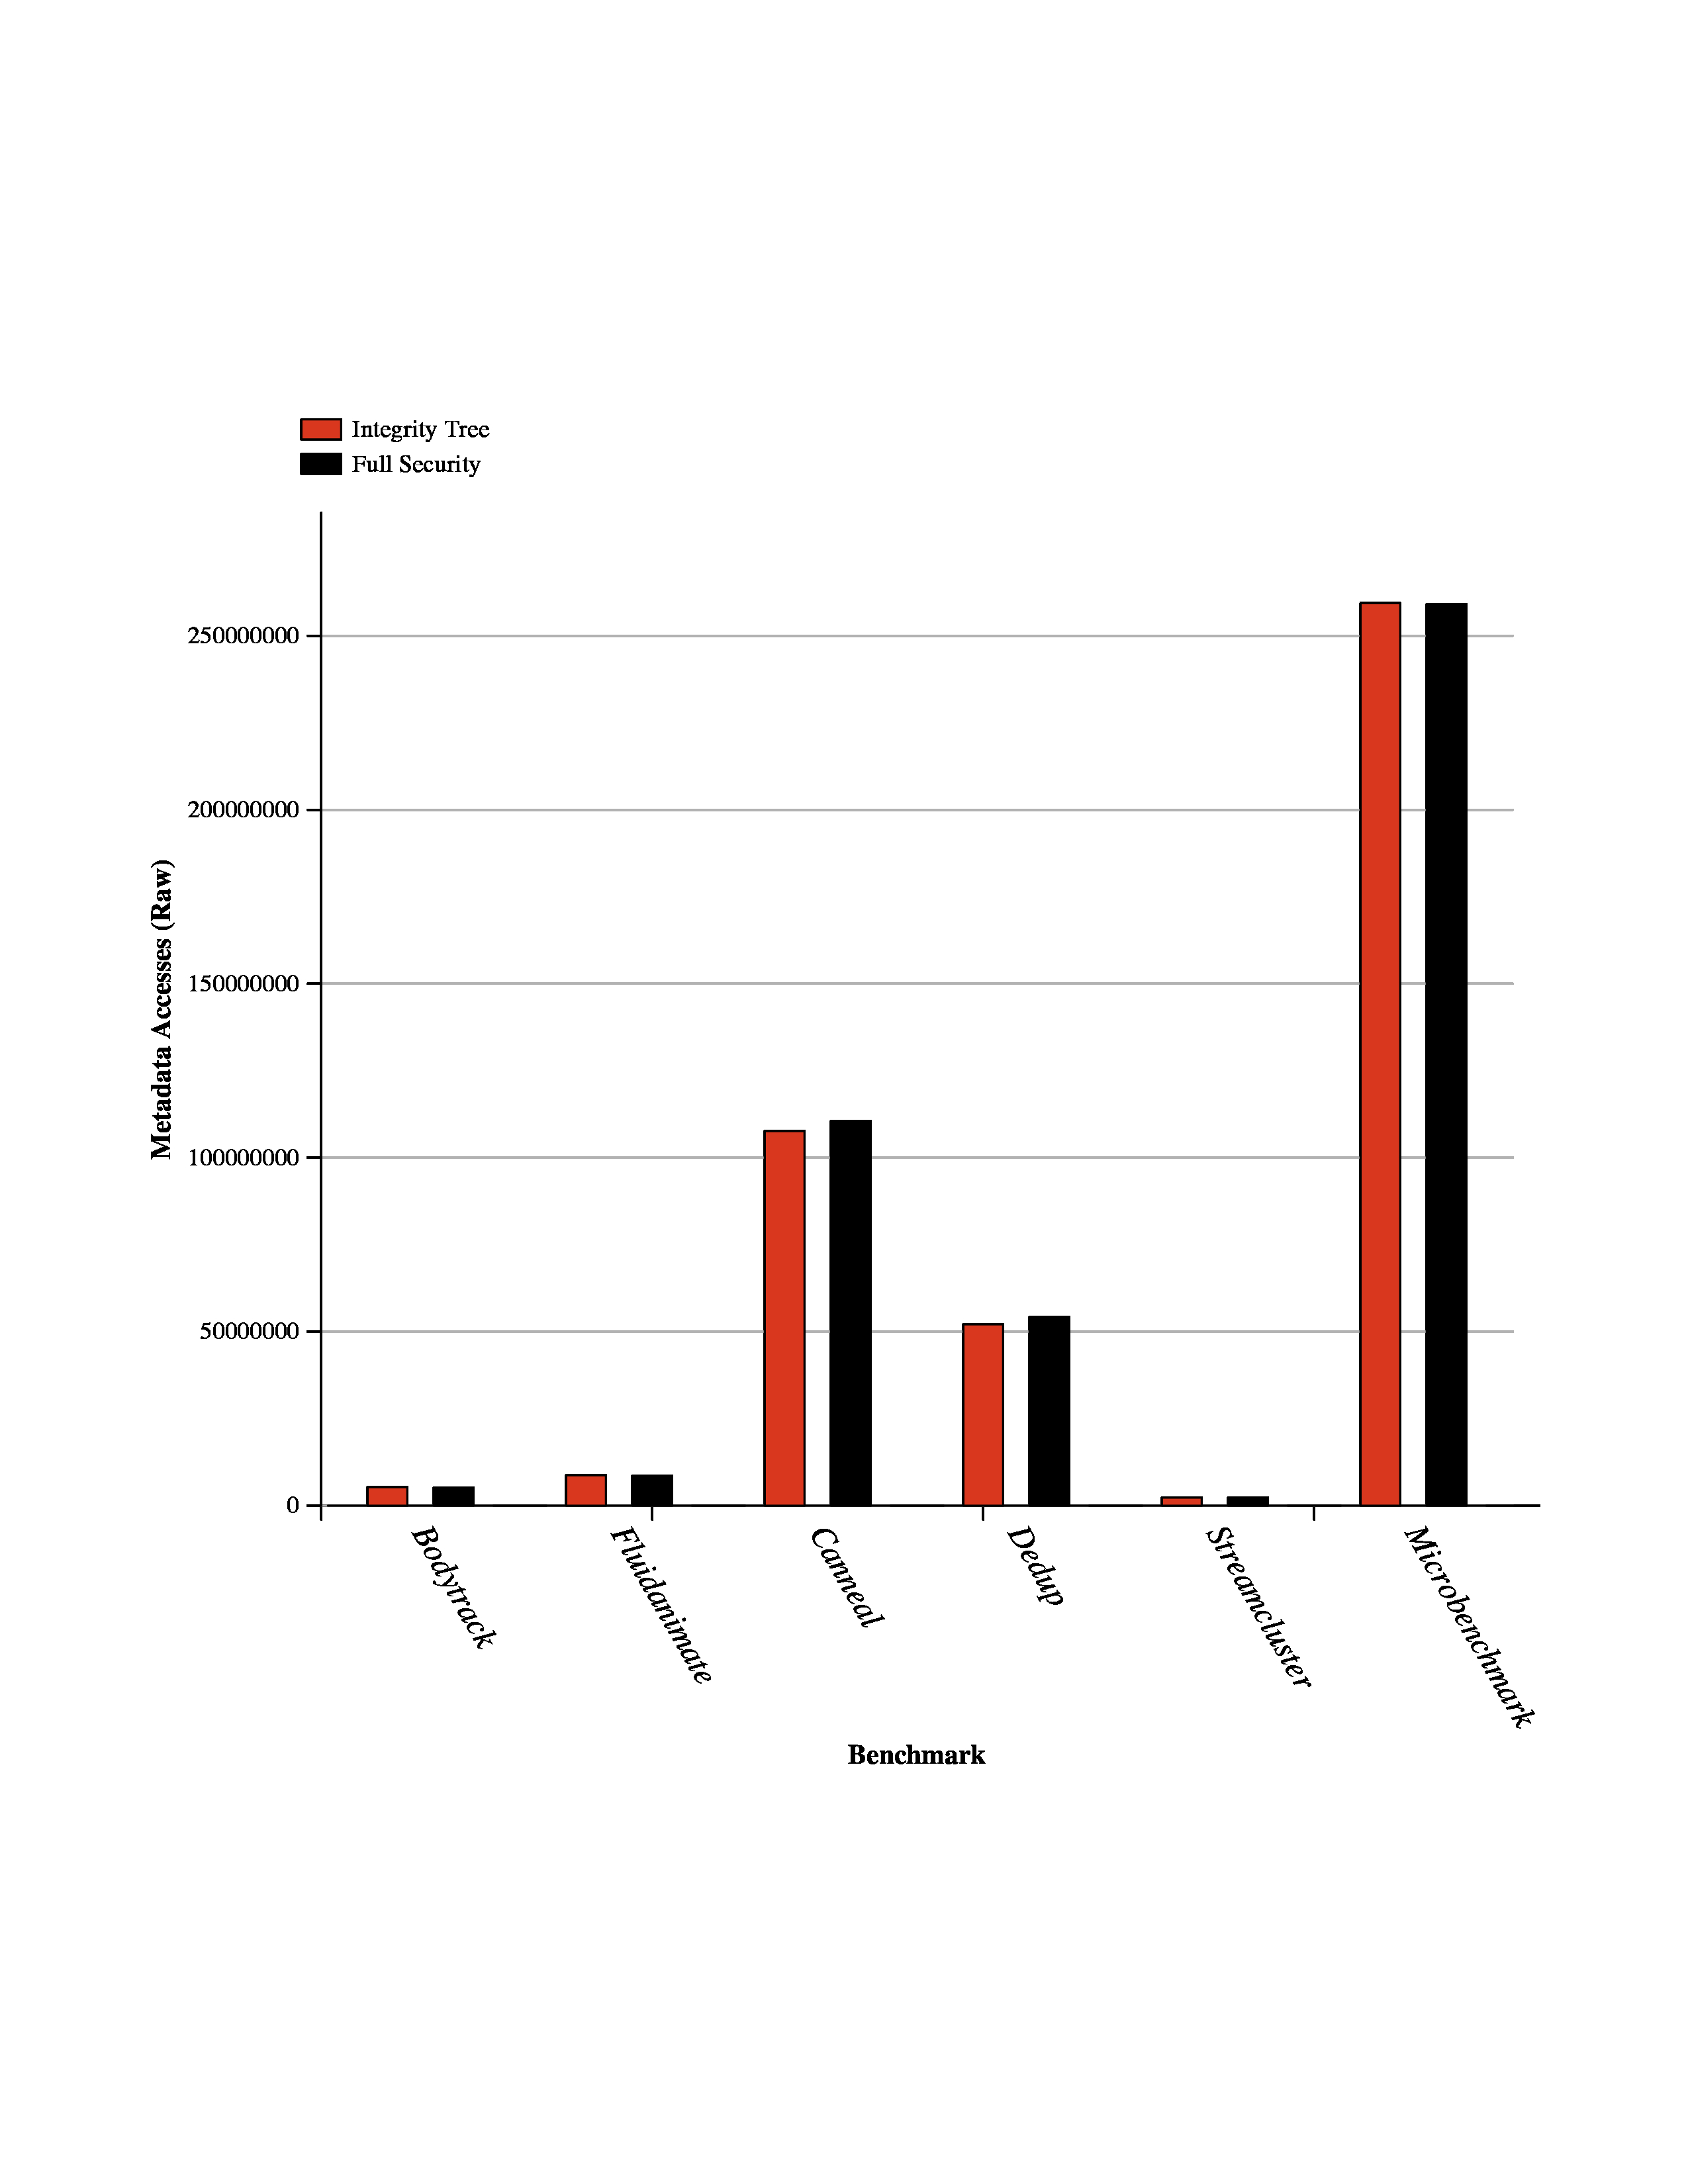 Integrity Tree
Full Security
250000000
200000000
150000000
100000000
50000000
0
Metadata Accesses (Raw)
Bodytrack
Fluidanimate
Canneal
Dedup
Streamcluster
Microbenchmark
Benchmark